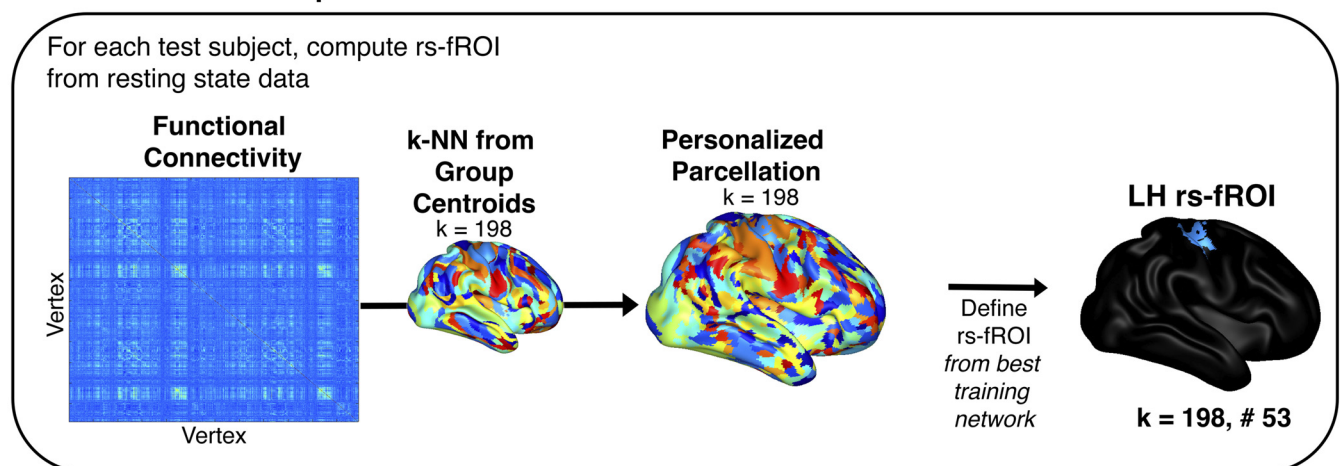 For each test subject, compute rs-fROI
from resting state data
Functional
Connectivity
Vertex
Vertex
k-NN from
Group
Centroids
k = 198
Personalized
Parcellation
k = 198
Define
rs-fROI
from best
training
network
LH rs-fROI
k = 198, # 53